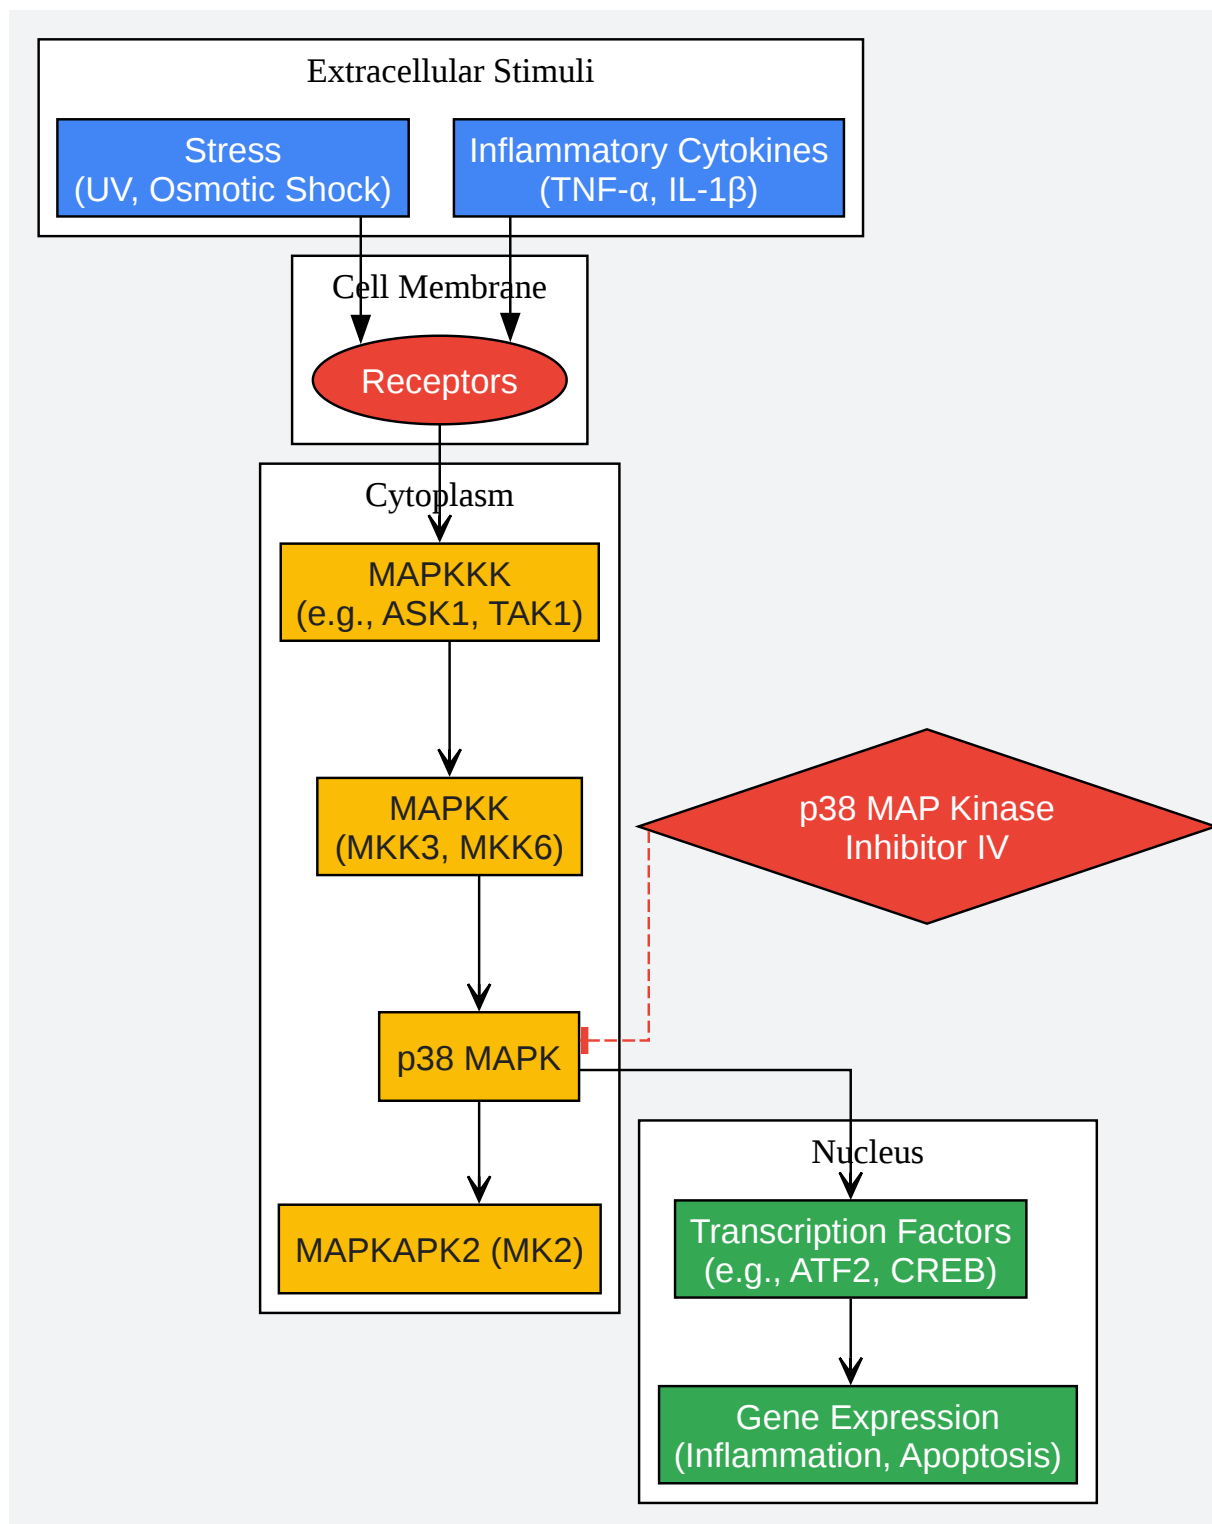 Extracellular Stimuli
Stress
(UV, Osmotic Shock)
Inflammatory Cytokines
(TNF-α, IL-1β)
Cell Membrane
Receptors
Cytoplasm
MAPKKK
(e.g., ASK1, TAK1)
MAPKK
(MKK3, MKK6)
p38 MAP Kinase
Inhibitor IV
p38 MAPK
MAPKAPK2 (MK2)
Nucleus
Transcription Factors
(e.g., ATF2, CREB)
Gene Expression
(Inflammation, Apoptosis)